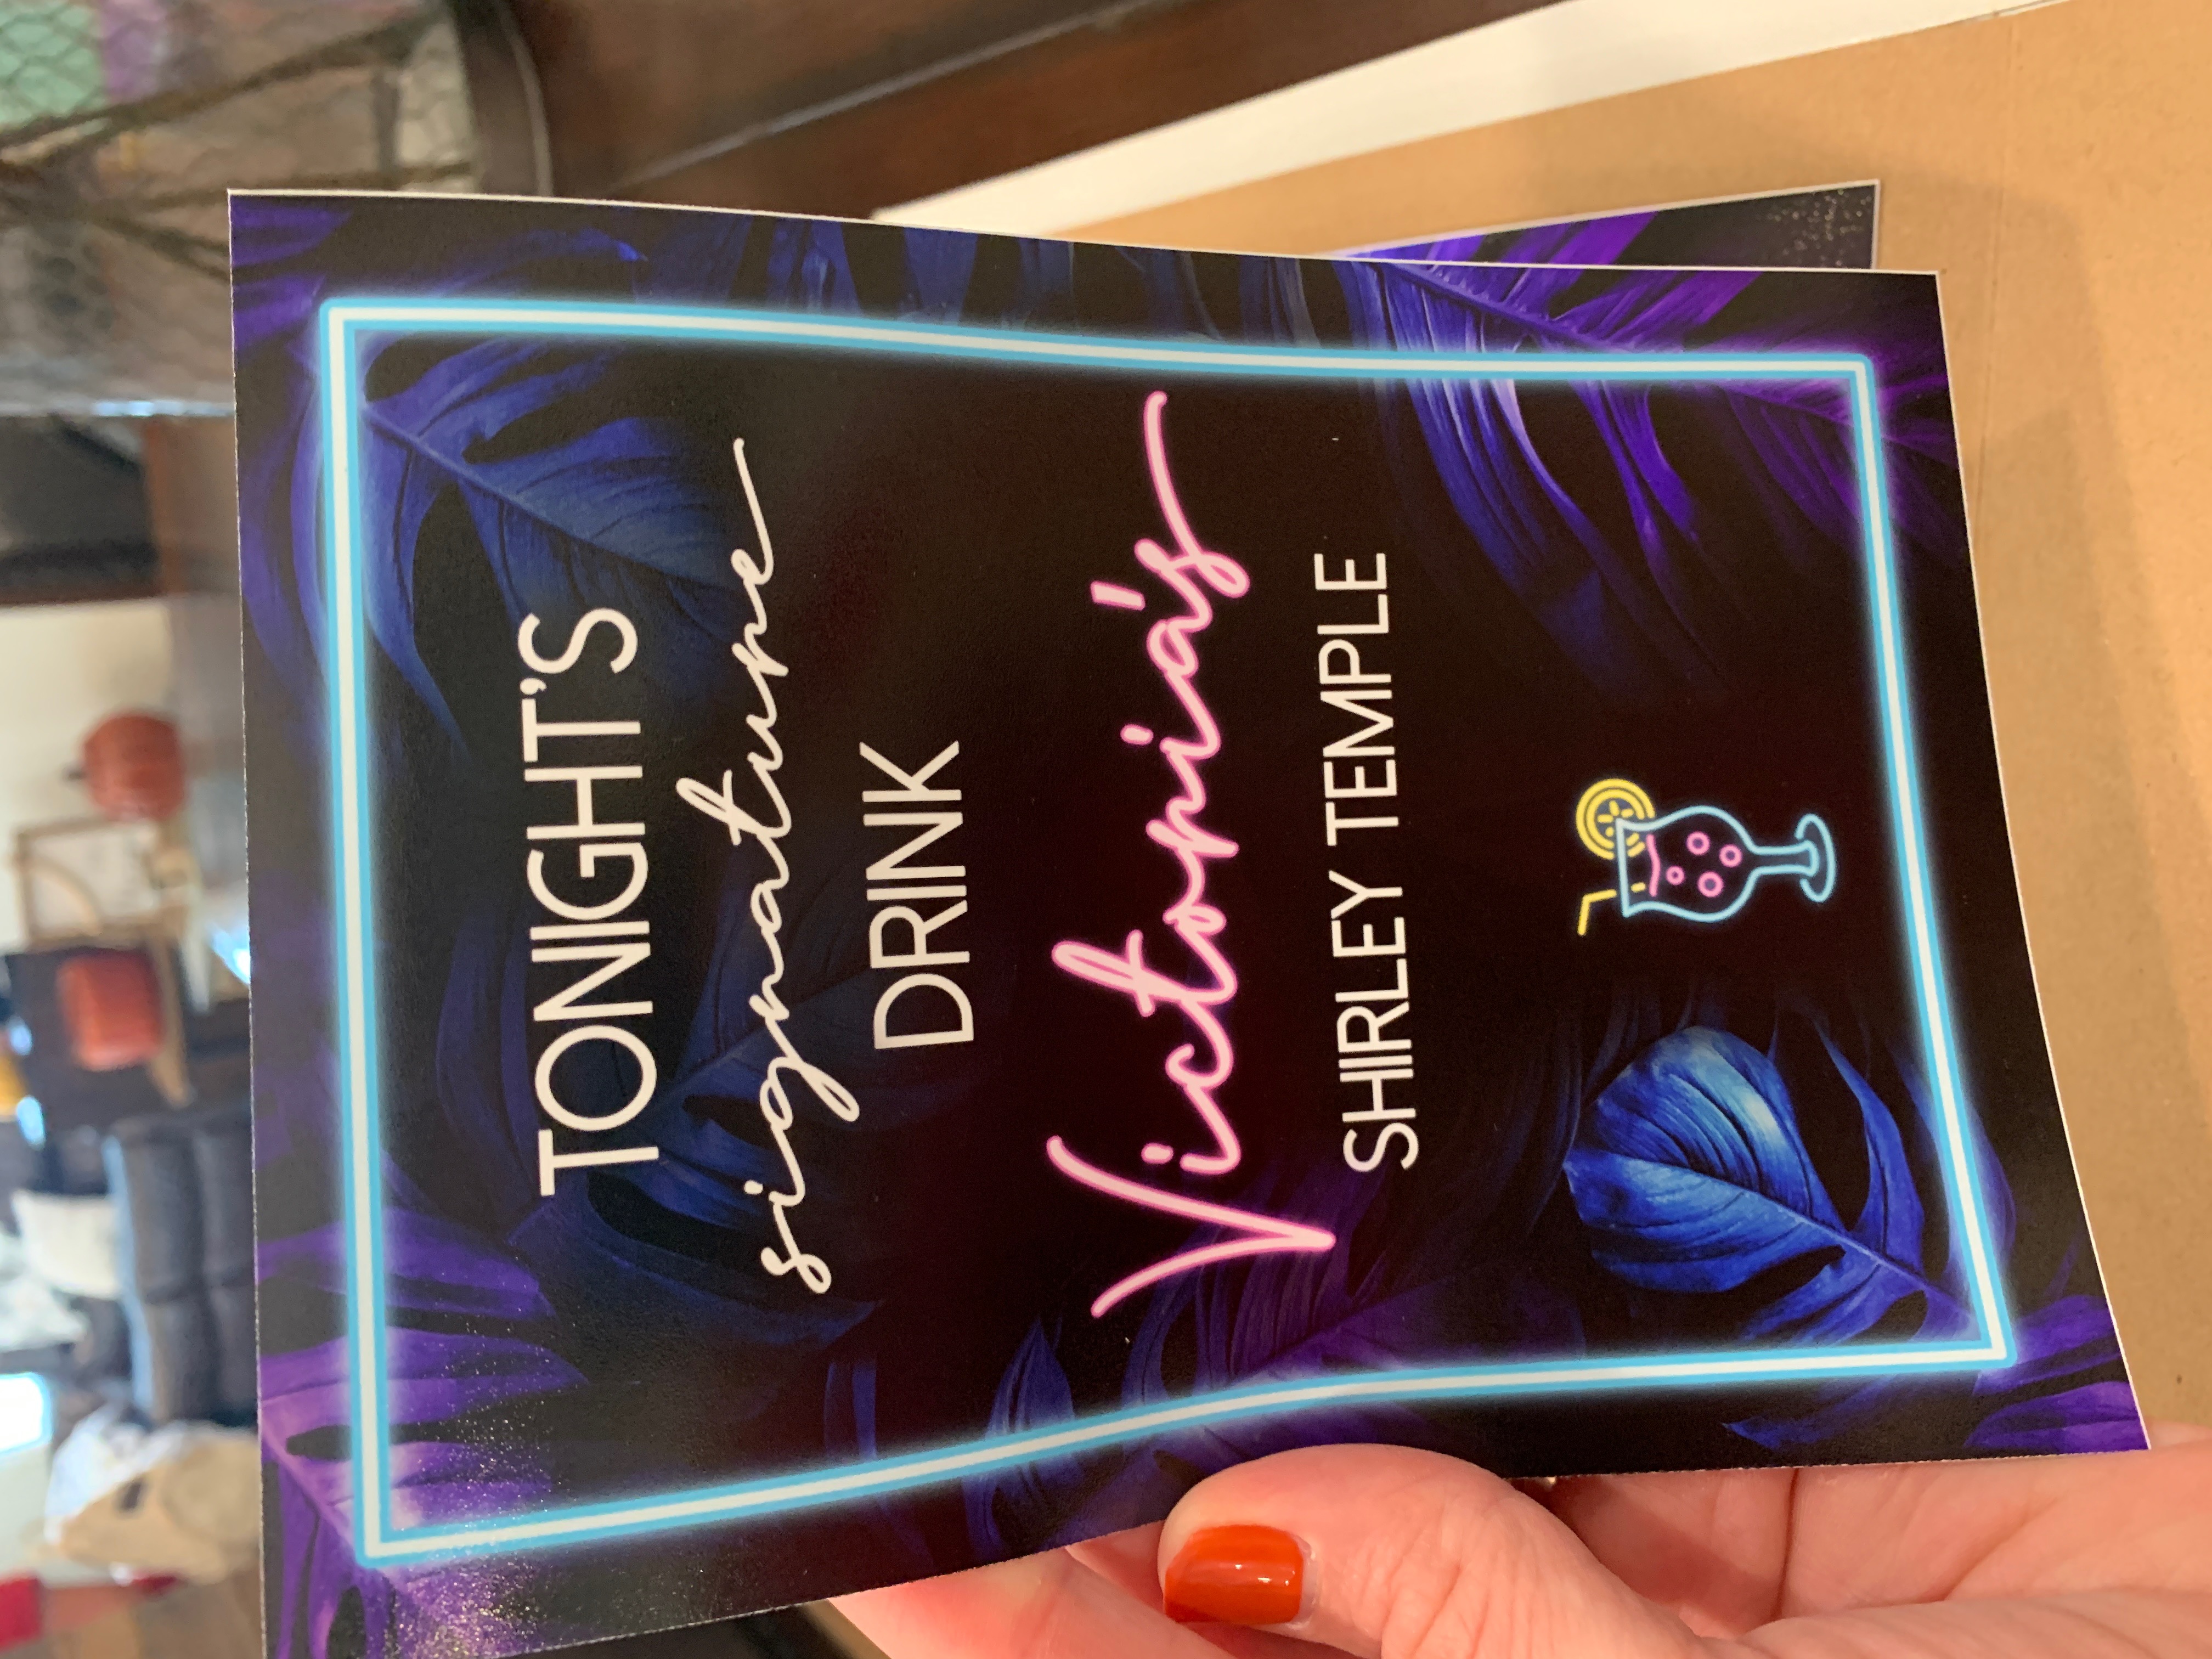 TONIGHT'S
signature
DRINK
Victoria's
SHIRLEY TEMPLE